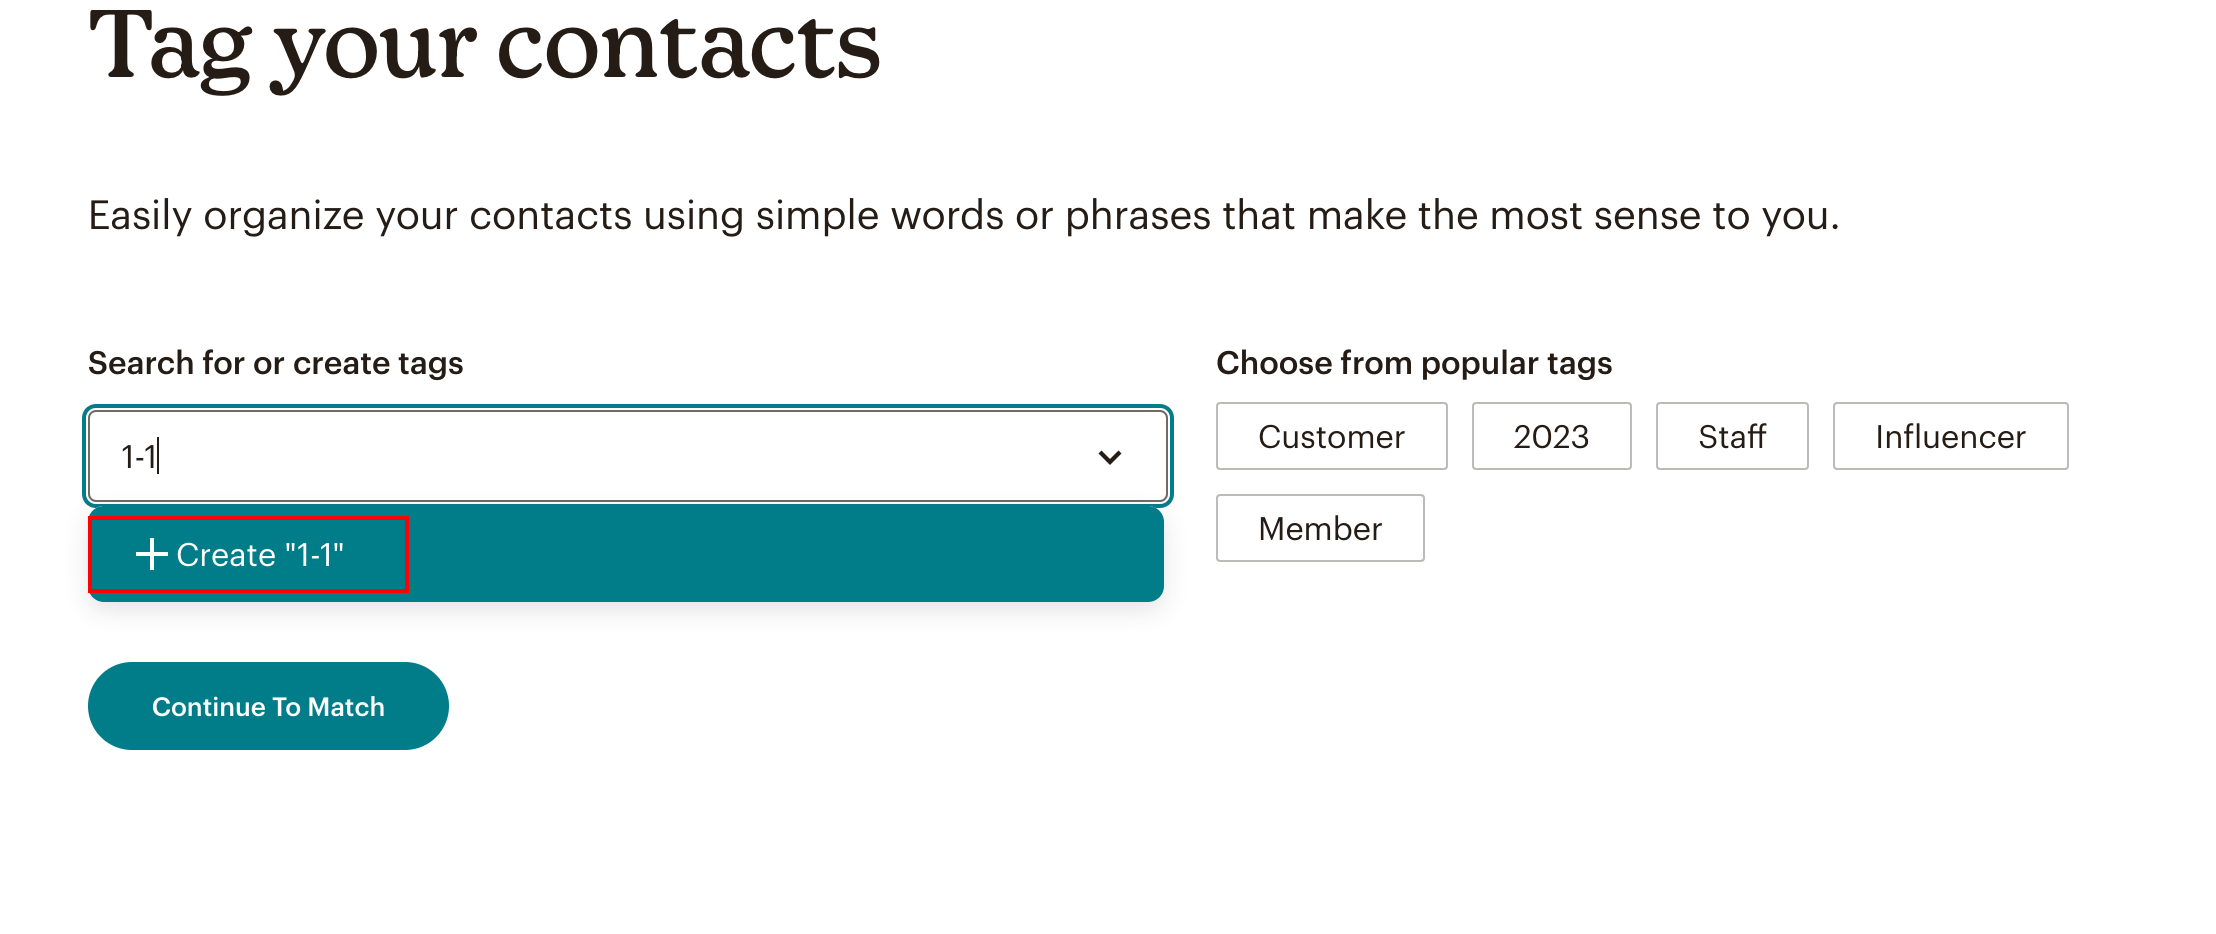 Tag your contacts
Easily organize your contacts using simple words or phrases that make the most sense to you.
Search for or create tags
1-1
Create "1-1"
Continue To Match
Choose from popular tags
Customer 2023 Staff Influencer
Member